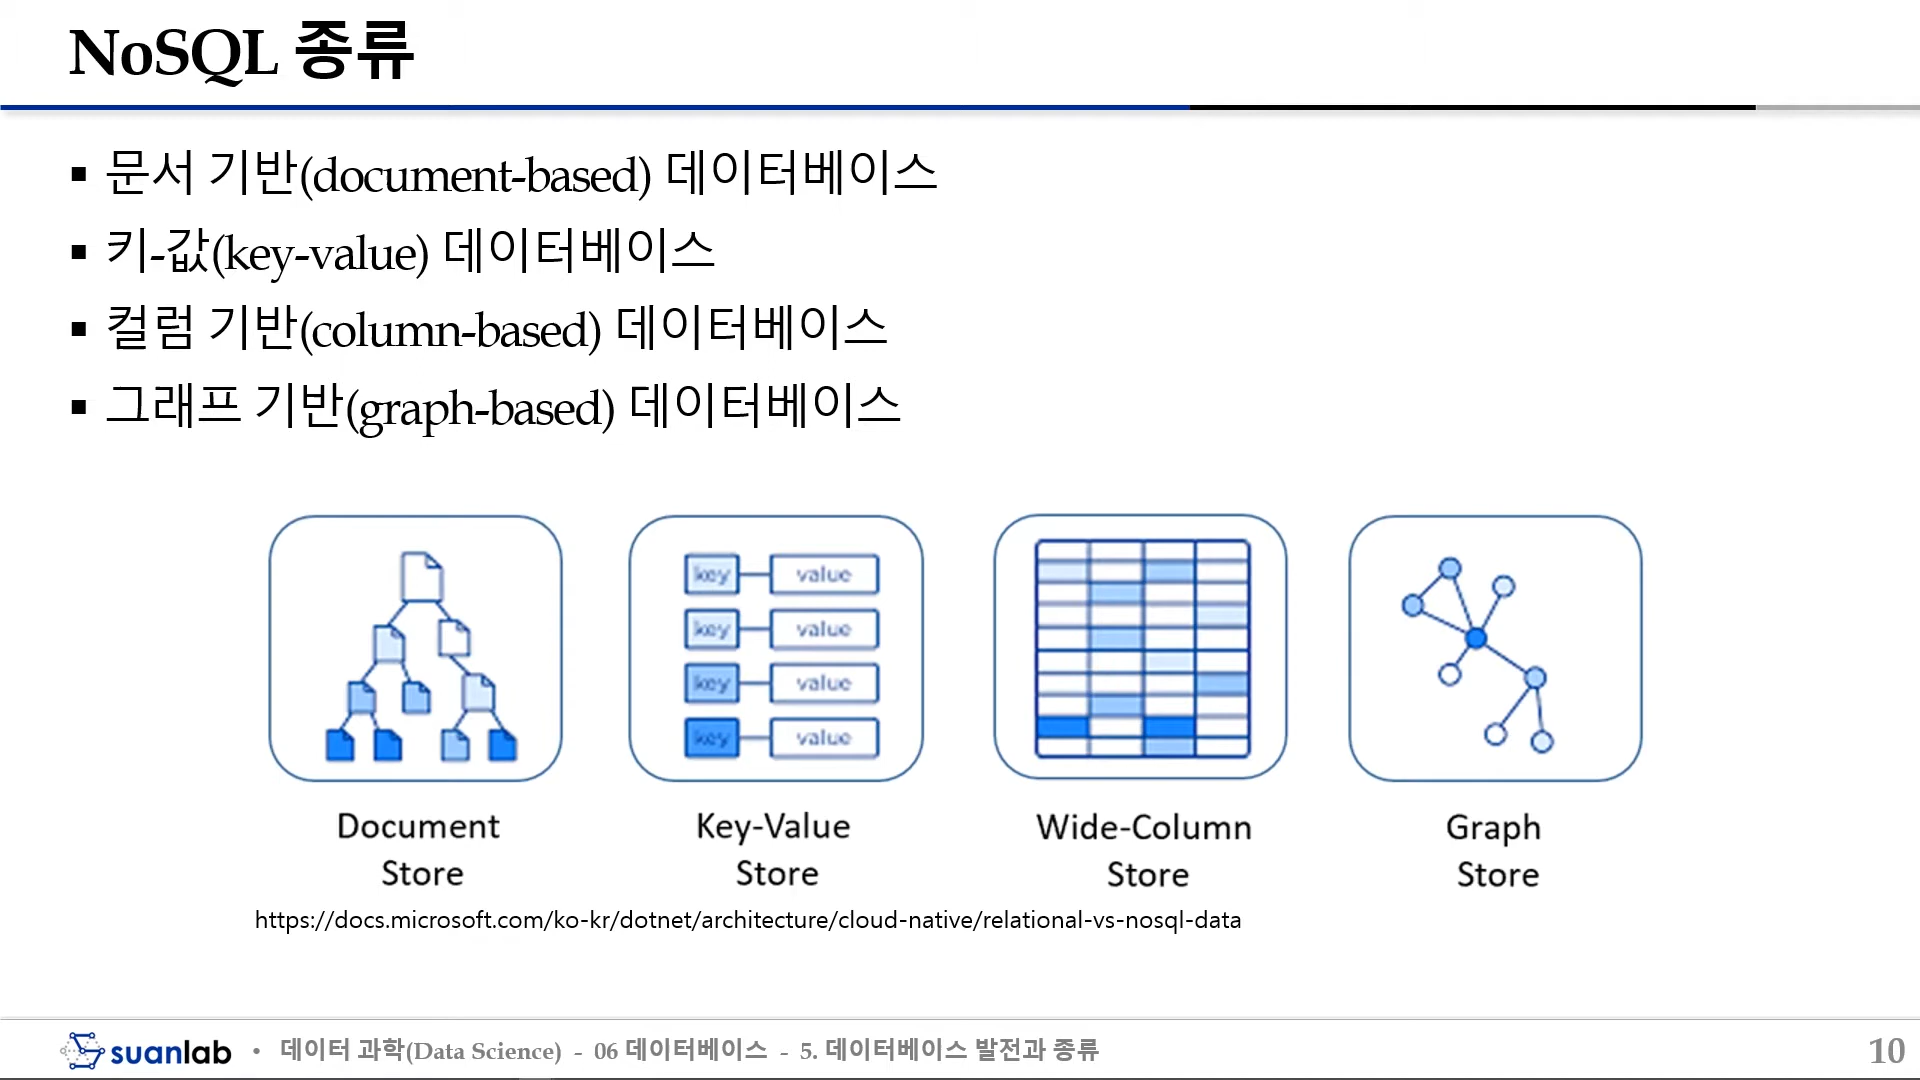 NoSQL 종류
▪ 문서 기반(document-based) 데이터베이스
▪ 키-값(key-value) 데이터베이스
▪ 컬럼 기반(column-based) 데이터베이스
▪ 그래프 기반(graph-based) 데이터베이스
key value
key value
key value
key value
Document
Store
Key-Value
Store
Wide-Column
Store
Graph
Store
https://docs.microsoft.com/ko-kr/dotnet/architecture/cloud-native/relational-vs-nosql-data
suanlab • 데이터 과학(Data Science) - 06 데이터베이스 - 5. 데이터베이스 발전과 종류 10